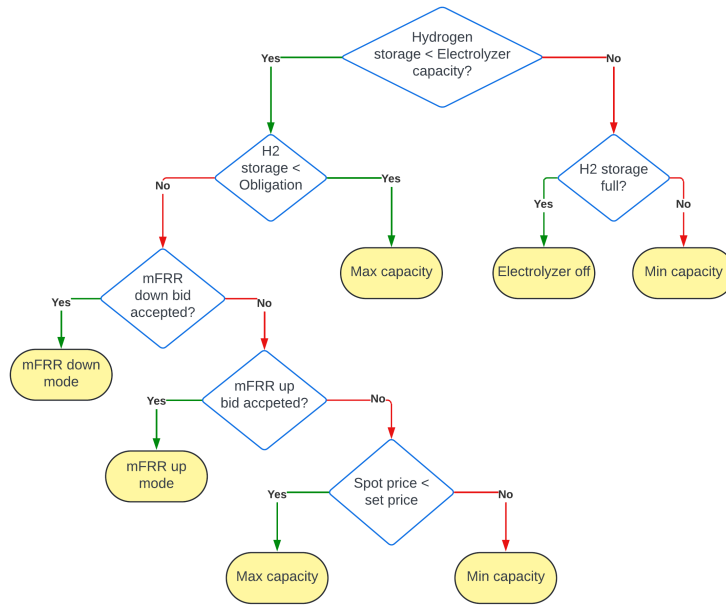 Hydrogen
storage < Electrolyzer
capacity?
Yes
No
H2
storage <
Obligation
H2 storage
full?
No
Yes
Yes
No
mFRR
down bid
accepted?
Max capacity
Electrolyzer off
Min capacity
Yes
No
mFRR down
mode
mFRR up
bid accpeted?
Yes
No
mFRR up
mode
Spot price <
set price
Yes
No
Max capacity
Min capacity